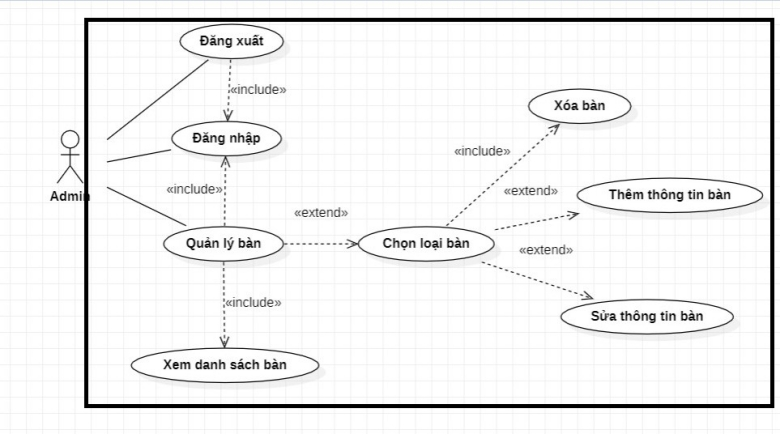 Đăng xuất
«include»
Xóa bàn
Đăng nhập
«include»
Admin
«include»
«extend»
Thêm thông tin bàn
«extend»
Quản lý bàn
Chọn loại bàn
«extend»
«include»
Sửa thông tin bàn
Xem danh sách bàn